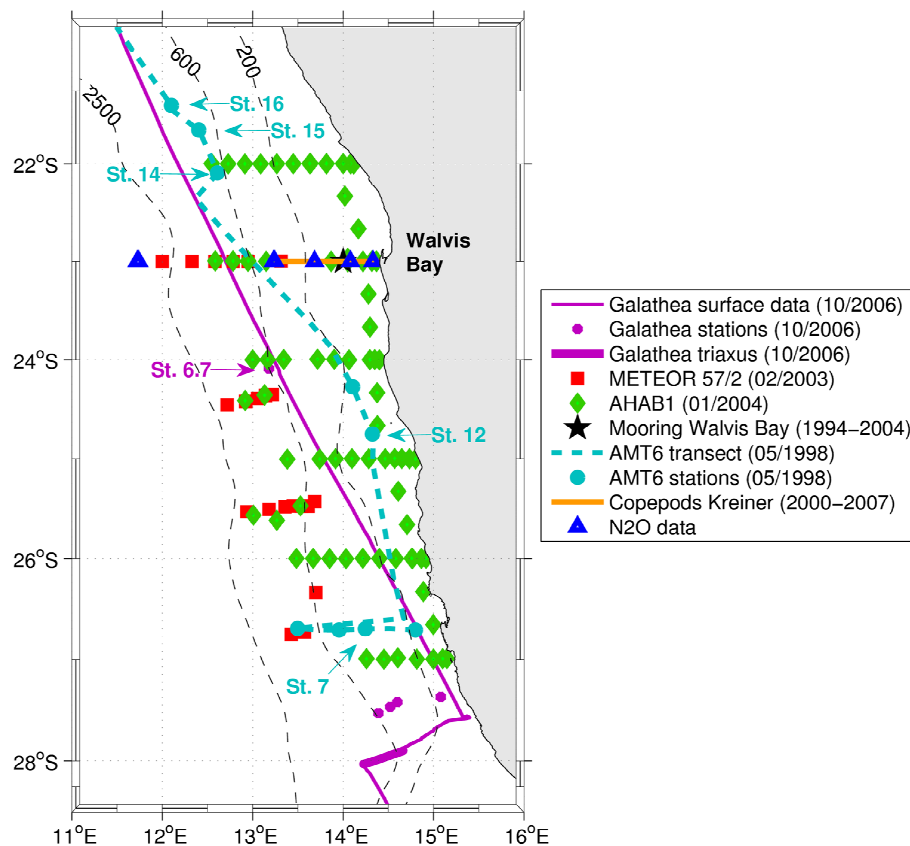 200
600
2500
St. 16
St. 15
22°S
St. 14
Walvis
Bay
24°S
St. 6.7
St. 12
26°S
St. 7
28°S
11°E 12°E 13°E 14°E 15°E 16°E
Galathea surface data (10/2006)
Galathea stations (10/2006)
Galathea triaxus (10/2006)
METEOR 57/2 (02/2003)
AHAB1 (01/2004)
Mooring Walvis Bay (1994−2004)
AMT6 transect (05/1998)
AMT6 stations (05/1998)
Copepods Kreiner (2000−2007)
N2O data